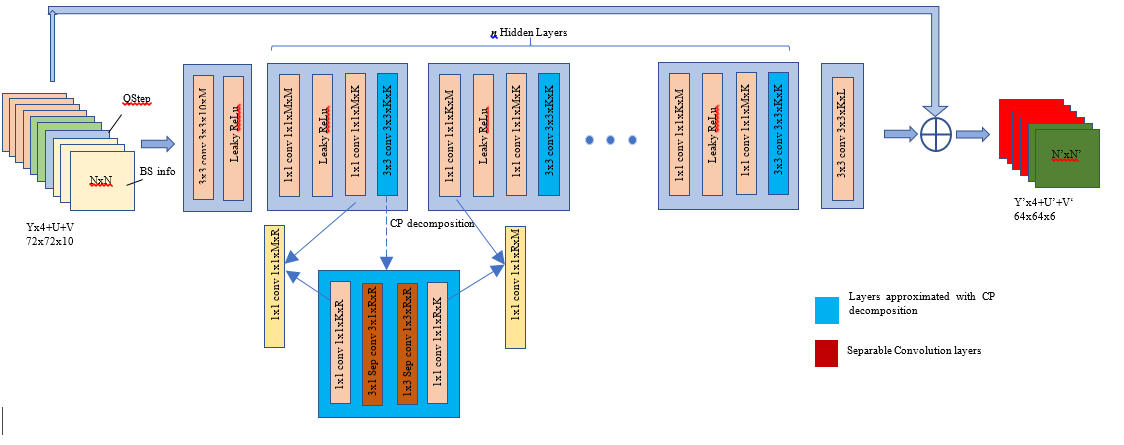 n Hidden Layers
QStep
BS info
NxN
Yx4+U+V
72x72x10
3x3 conv 3x3x10xM
Leaky ReLu
1x1 conv 1x1xMxM
Leaky ReLu
1x1 conv 1x1xMxK
3x3 conv 3x3xKxK
1x1 conv 1x1xKxM
Leaky ReLu
1x1 conv 1x1xMxK
3x3 conv 3x3xKxK
1x1 conv 1x1xKxM
Leaky ReLu
1x1 conv 1x1xMxK
3x3 conv 3x3xKxK
3x3 conv 3x3xKxL
N’xN’
Y’x4+U’+V‘
64x64x6
CP decomposition
1x1 conv 1x1xMxR
1x1 conv 1x1xKxR
3x1 Sep conv 3x1xRxR
1x3 Sep conv 1x3xRxR
1x1 conv 1x1xRxK
1x1 conv 1x1xRxM
Layers approximated with CP
decomposition
Separable Convolution layers